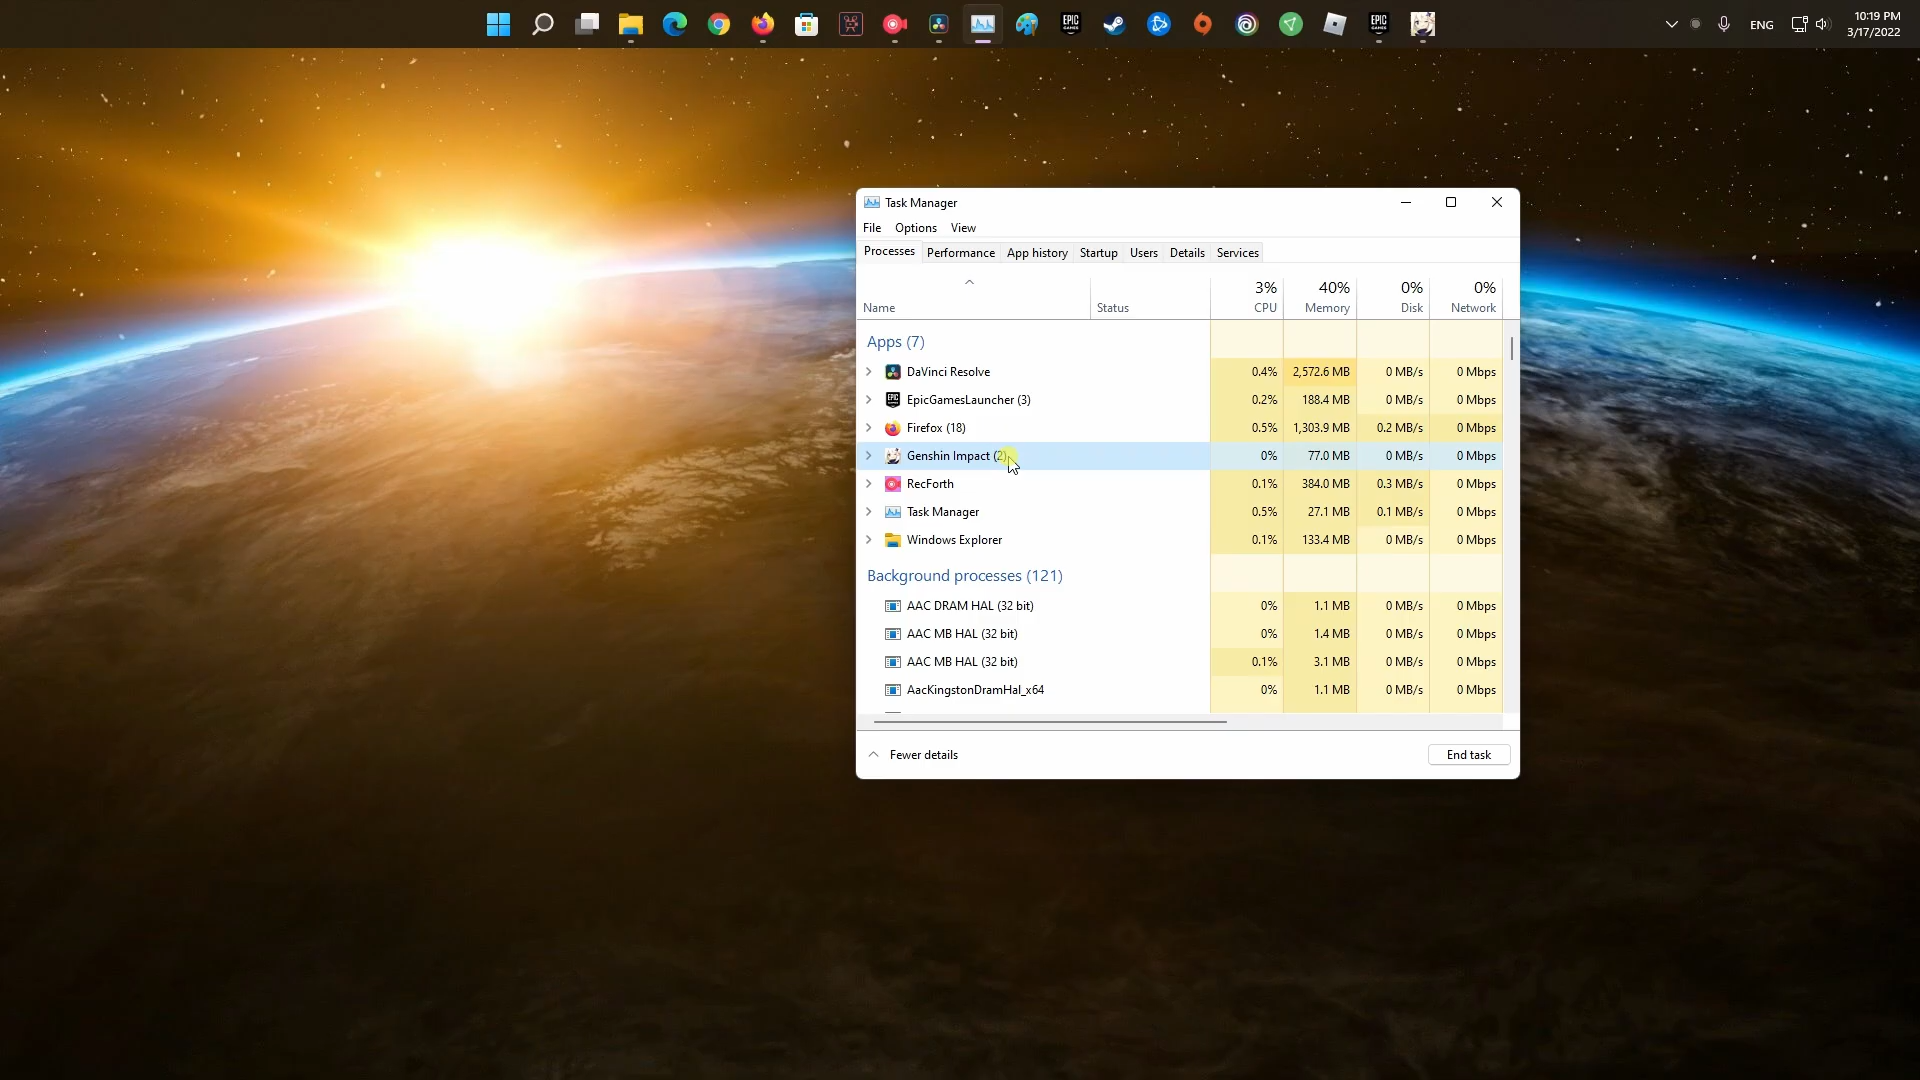 EPIC GAMES
EPIC GAMES
ENG
10:19 PM
3/17/2022
Task Manager
File Options View
Processes Performance App history Startup Users Details Services
3% 40% 0% 0%
Name Status CPU Memory Disk Network
Apps (7)
DaVinci Resolve 0.4% 2,572.6 MB 0 MB/s 0 Mbps
EpicGamesLauncher (3) 0.2% 188.4 MB 0 MB/s 0 Mbps
Firefox (18) 0.5% 1,303.9 MB 0.2 MB/s 0 Mbps
Genshin Impact (2) 0% 77.0 MB 0 MB/s 0 Mbps
RecForth 0.1% 384.0 MB 0.3 MB/s 0 Mbps
Task Manager 0.5% 27.1 MB 0.1 MB/s 0 Mbps
Windows Explorer 0.1% 133.4 MB 0 MB/s 0 Mbps
Background processes (121)
AAC DRAM HAL (32 bit) 0% 1.1 MB 0 MB/s 0 Mbps
AAC MB HAL (32 bit) 0% 1.4 MB 0 MB/s 0 Mbps
AAC MB HAL (32 bit) 0.1% 3.1 MB 0 MB/s 0 Mbps
AacKingstonDramHal_x64 0% 1.1 MB 0 MB/s 0 Mbps
Fewer details End task